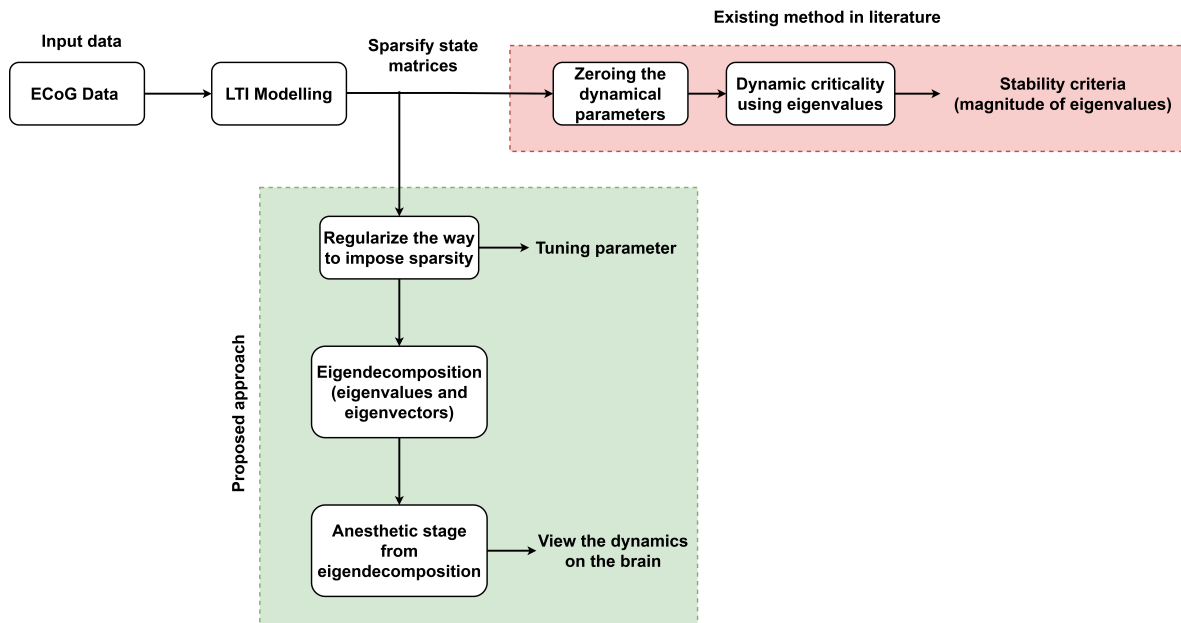 Existing method in literature
Input data
Sparsify state
matrices
ECoG Data
LTI Modelling
Zeroing the
dynamical
parameters
Dynamic criticality
using eigenvalues
Stability criteria
(magnitude of eigenvalues)
Proposed approach
Regularize the way
to impose sparsity
Tuning parameter
Eigendecomposition
(eigenvalues and
eigenvectors)
Anesthetic stage
from
eigendecomposition
View the dynamics
on the brain